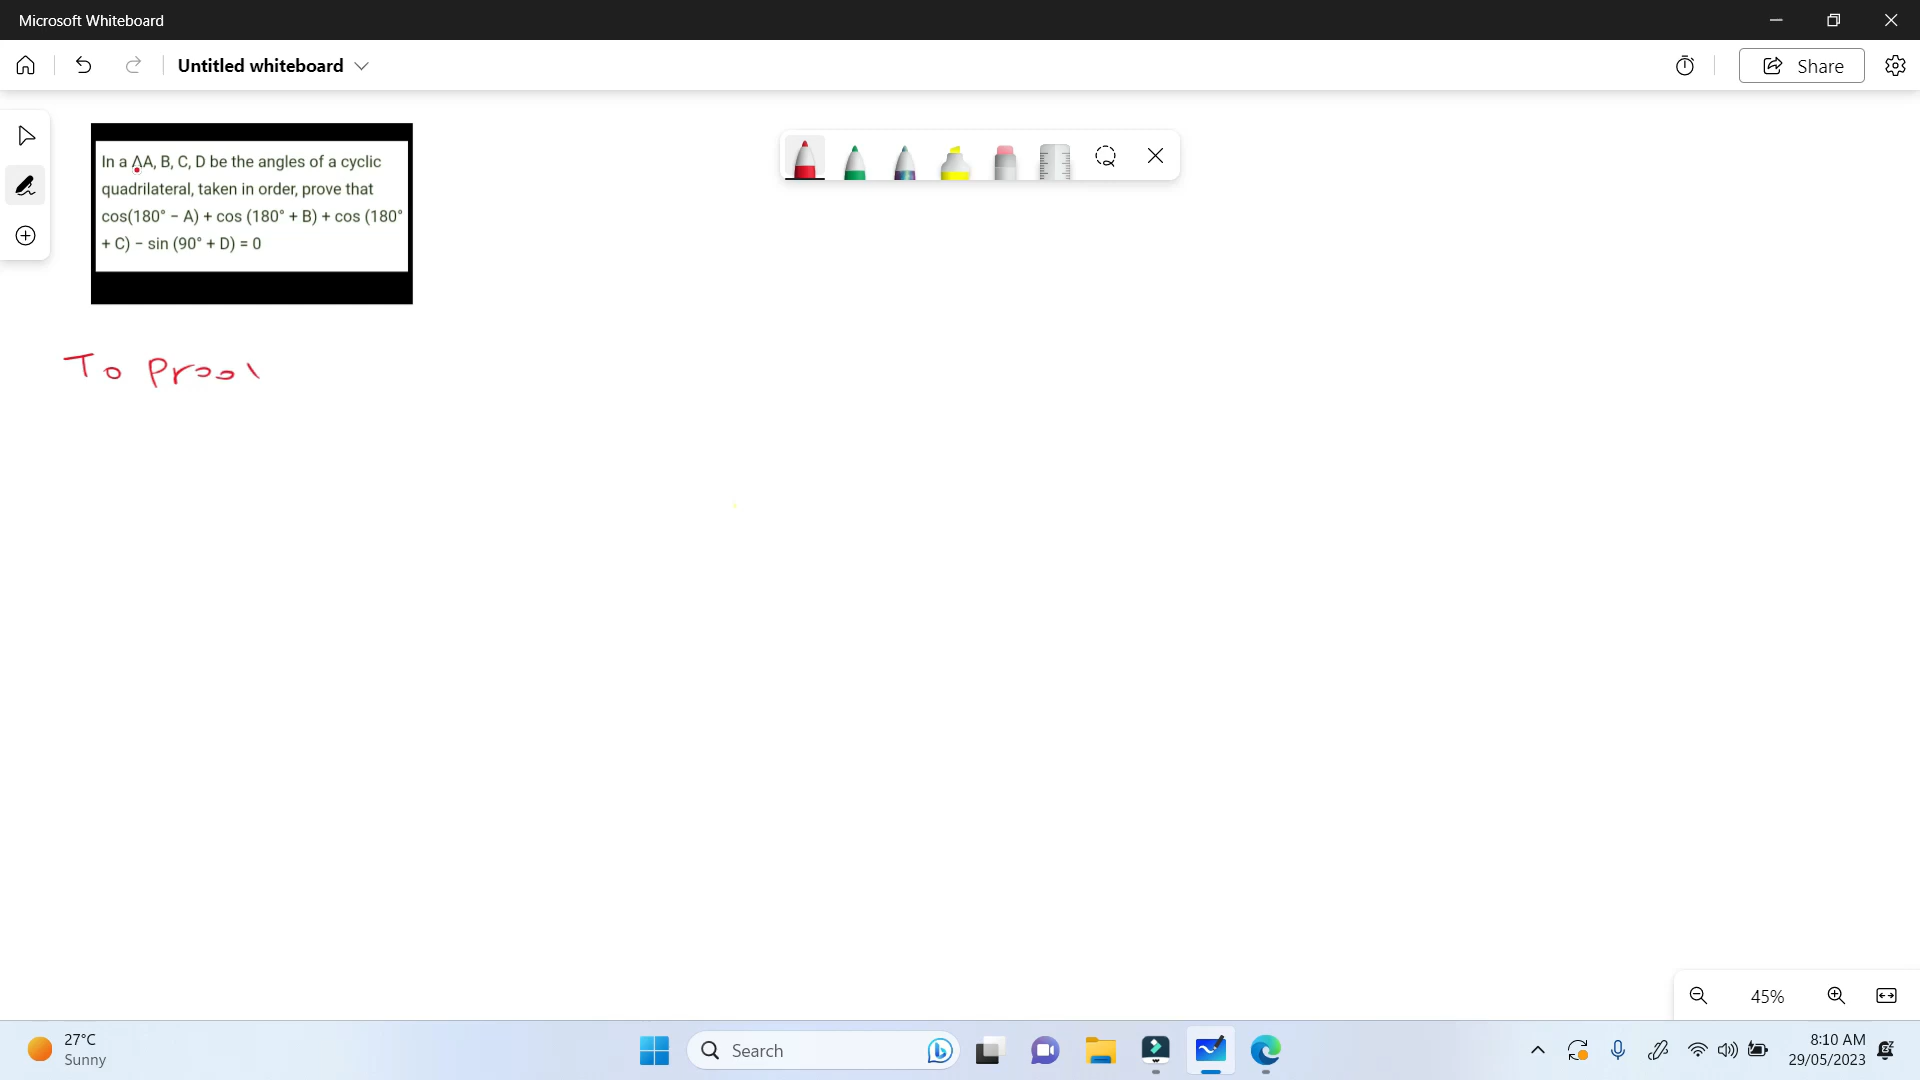 Microsoft Whiteboard
Untitled whiteboard
Share
In a ΔA, B, C, D be the angles of a cyclic
quadrilateral, taken in order, prove that
cos(180° − A) + cos (180° + B) + cos (180°
+ C) − sin (90° + D) = 0
To Proo
45%
27°C
Sunny
Search
8:10 AM
29/05/2023